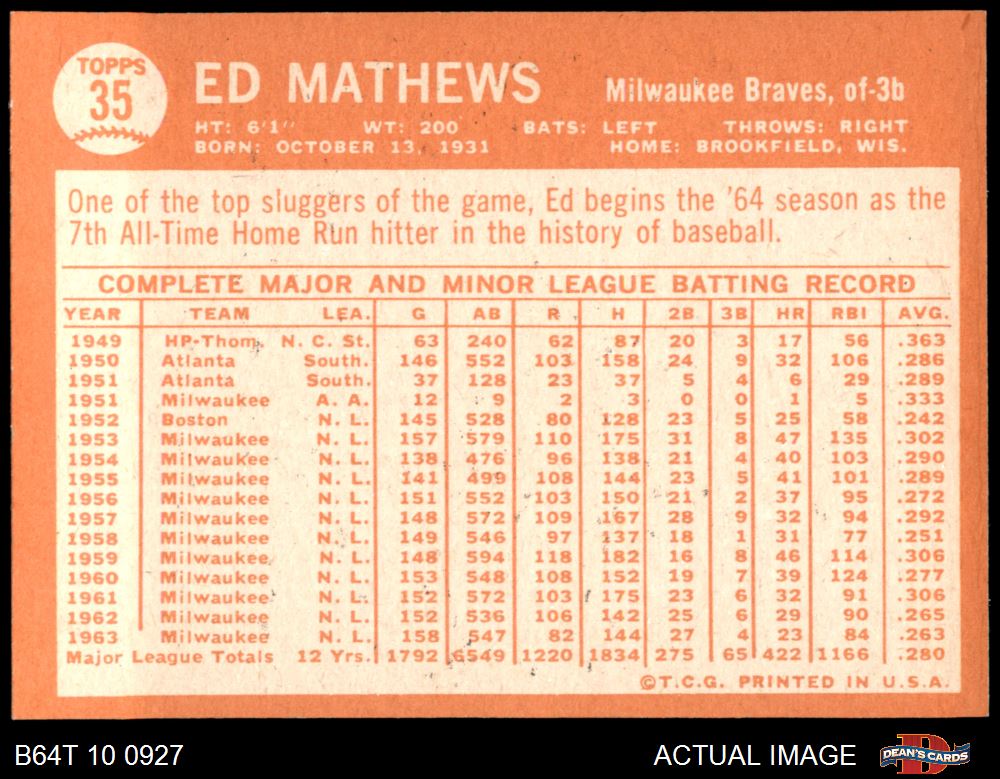 TOPPS
35
ED MATHEWS
Milwaukee Braves, of-3b
HT: 6'1" WT: 200 BATS: LEFT THROWS: RIGHT
BORN: OCTOBER 13, 1931 HOME: BROOKFIELD, WIS.
One of the top sluggers of the game, Ed begins the '64 season as the
7th All-Time Home Run hitter in the history of baseball.
COMPLETE MAJOR AND MINOR LEAGUE BATTING RECORD
YEAR TEAM LEA. G AB R H 2B 3B HR RBI AVG.
1949 HP-Thom. N. C. St. 63 240 62 87 20 3 17 56 .363
1950 Atlanta South. 146 552 103 158 24 9 32 106 .286
1951 Atlanta South. 37 128 23 37 5 4 6 29 .289
1951 Milwaukee A. A. 12 9 2 3 0 0 1 5 .333
1952 Boston N. L. 145 528 80 128 23 5 25 58 .242
1953 Milwaukee N. L. 157 579 110 175 31 8 47 135 .302
1954 Milwaukee N. L. 138 476 96 138 21 4 40 103 .290
1955 Milwaukee N. L. 141 499 108 144 23 5 41 101 .289
1956 Milwaukee N. L. 151 552 103 150 21 2 37 95 .272
1957 Milwaukee N. L. 148 572 109 167 28 9 32 94 .292
1958 Milwaukee N. L. 149 546 97 137 18 1 31 77 .251
1959 Milwaukee N. L. 148 594 118 182 16 8 46 114 .306
1960 Milwaukee N. L. 153 548 108 152 19 7 39 124 .277
1961 Milwaukee N. L. 152 572 103 175 23 6 32 91 .306
1962 Milwaukee N. L. 152 536 106 142 25 6 29 90 .265
1963 Milwaukee N. L. 158 547 82 144 27 4 23 84 .263
Major League Totals 12 Yrs. 1792 6549 1220 1834 275 65 422 1166 .280
©T.C.G. PRINTED IN U.S.A.
B64T 10 0927 ACTUAL IMAGE DEAN'S CARDS